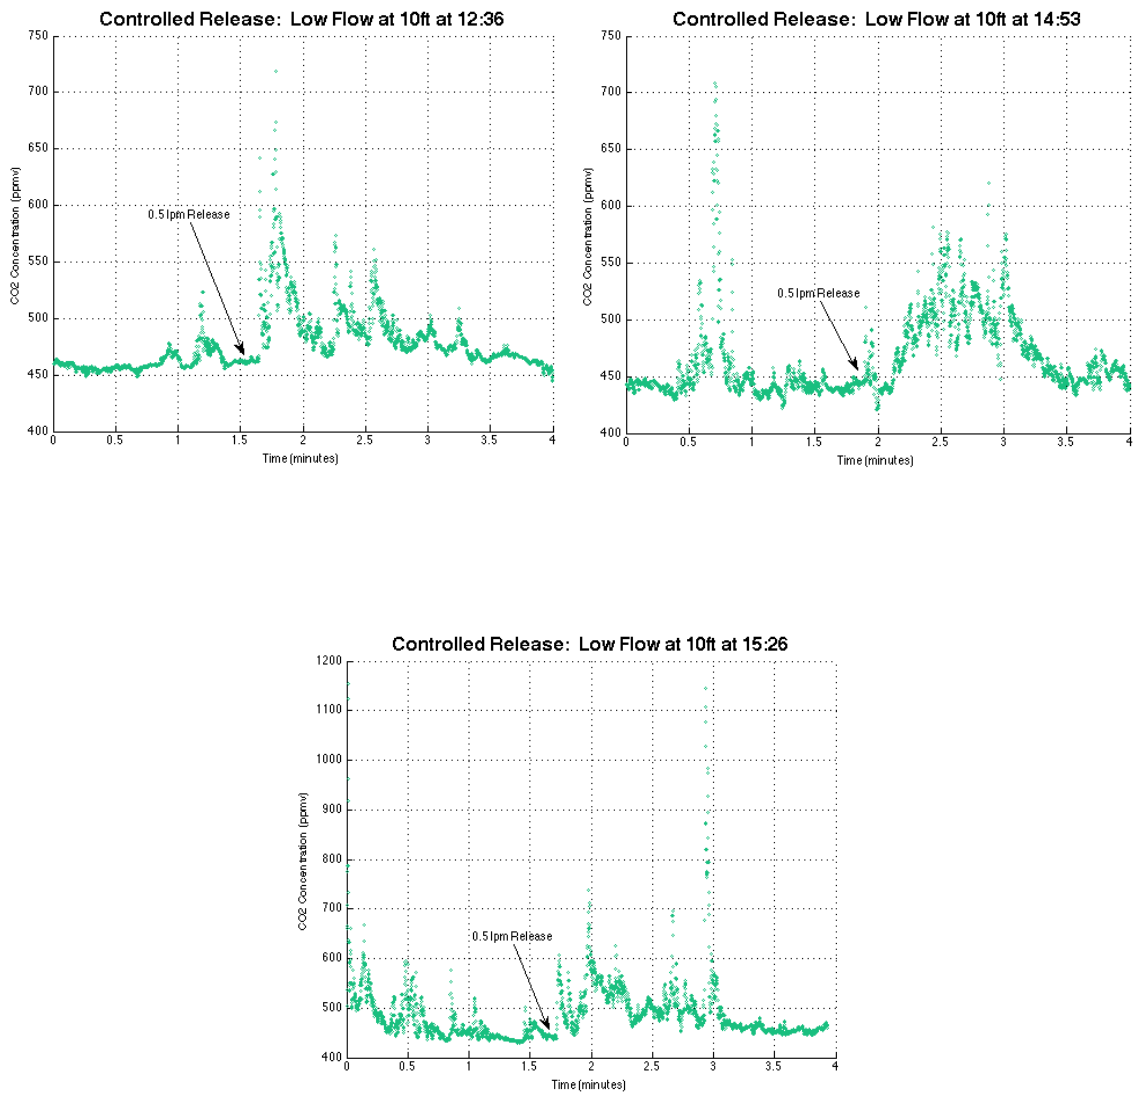 Controlled Release: Low Flow at 10ft at 12:36
750
700
650
600
550
500
450
400
CO2 Concentration (ppmv)
0.5 lpm Release
0 0.5 1 1.5 2 2.5 3 3.5 4
Time (minutes)
Controlled Release: Low Flow at 10ft at 14:53
750
700
650
600
550
500
450
400
CO2 Concentration (ppmv)
0.5 lpm Release
0 0.5 1 1.5 2 2.5 3 3.5 4
Time (minutes)
Controlled Release: Low Flow at 10ft at 15:26
1200
1100
1000
900
800
700
600
500
400
CO2 Concentration (ppmv)
0.5 lpm Release
0 0.5 1 1.5 2 2.5 3 3.5 4
Time (minutes)